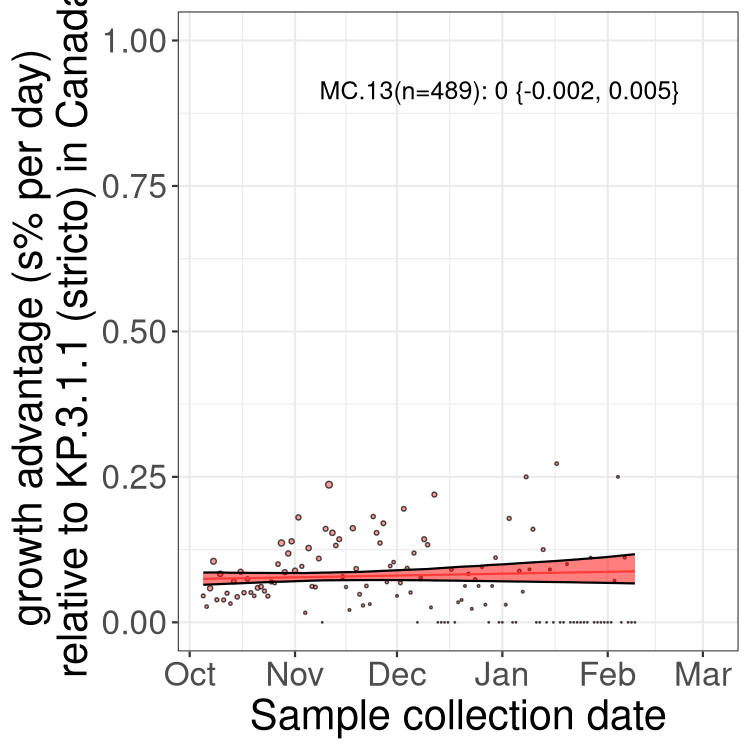 growth advantage (s% per day)
relative to KP.3.1.1 (stricto) in Canada
1.00
0.75
0.50
0.25
0.00
MC.13(n=489): 0 {-0.002, 0.005}
Oct Nov Dec Jan Feb Mar
Sample collection date